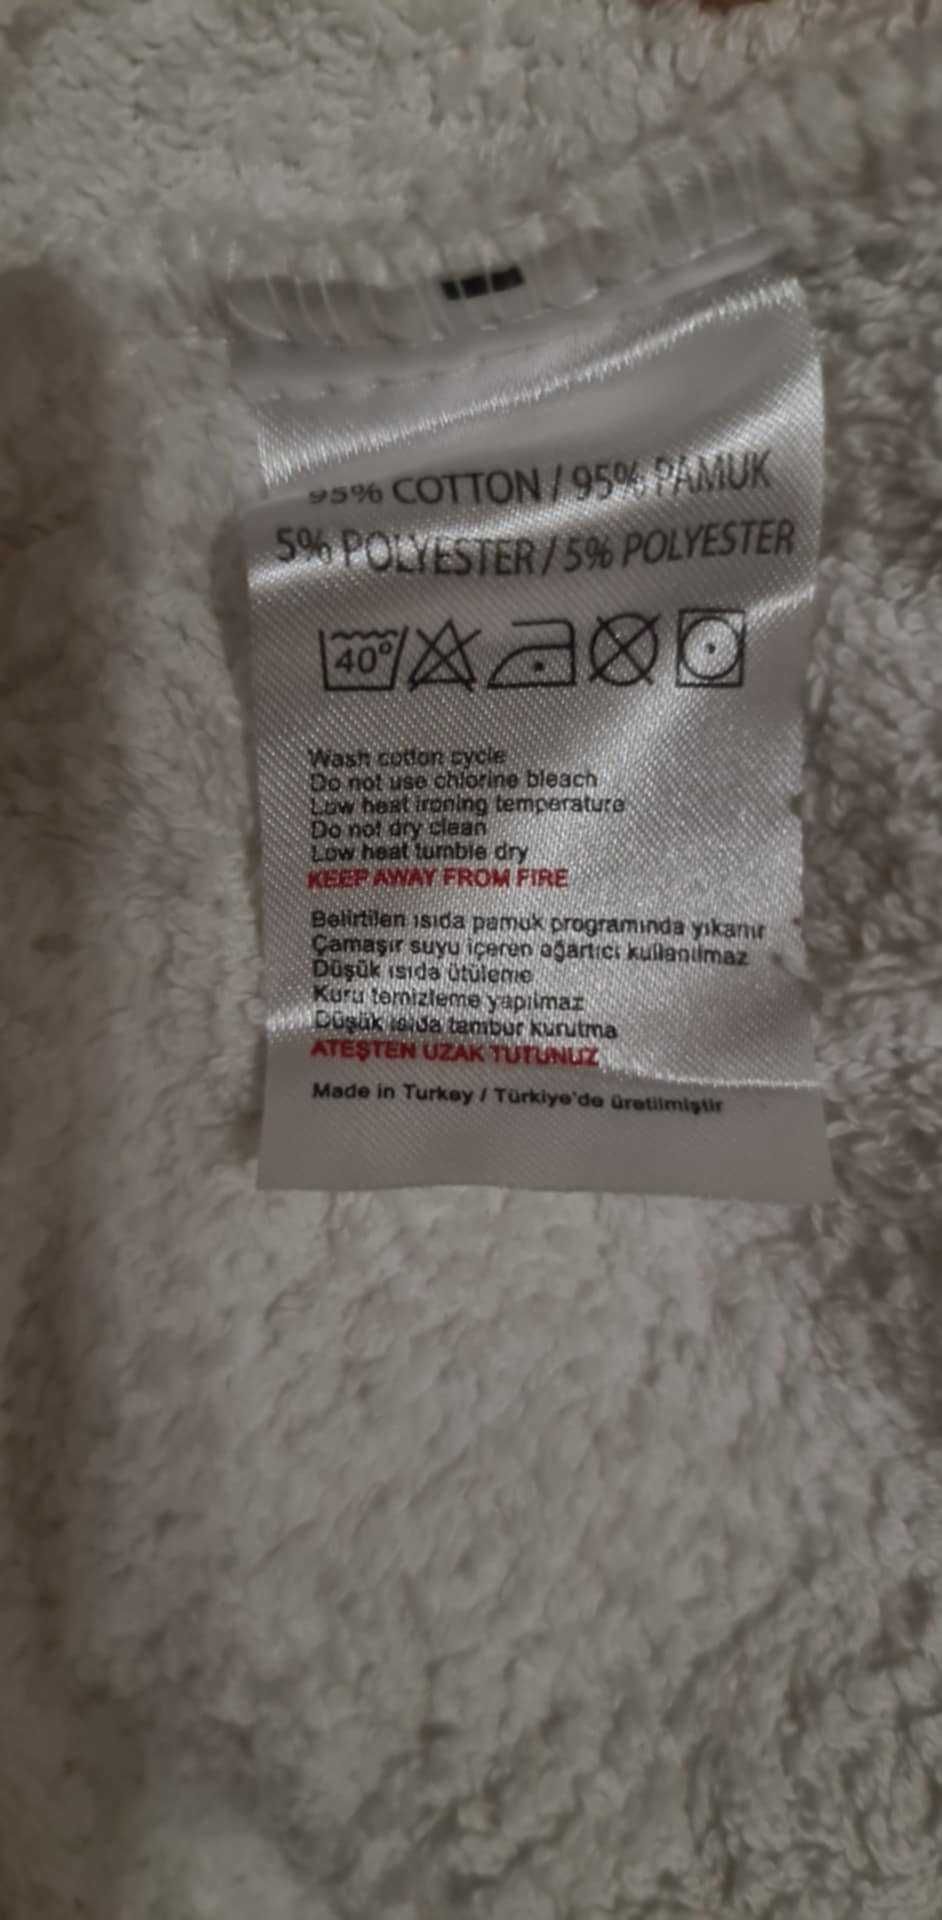 95% COTTON / 95% PAMUK
5% POLYESTER / 5% POLYESTER
40°
Wash cotton cycle
Do not use chlorine bleach
Low heat ironing temperature
Do not dry clean
Low heat tumble dry
KEEP AWAY FROM FIRE
Belirtilen ısıda pamuk programında yıkanır
Çamaşır suyu içeren ağartıcı kullanılmaz
Düşük ısıda ütüleme
Kuru temizleme yapılmaz
Düşük ısıda tambur kurutma
ATEŞTEN UZAK TUTUNUZ
Made in Turkey / Türkiye'de üretilmiştir